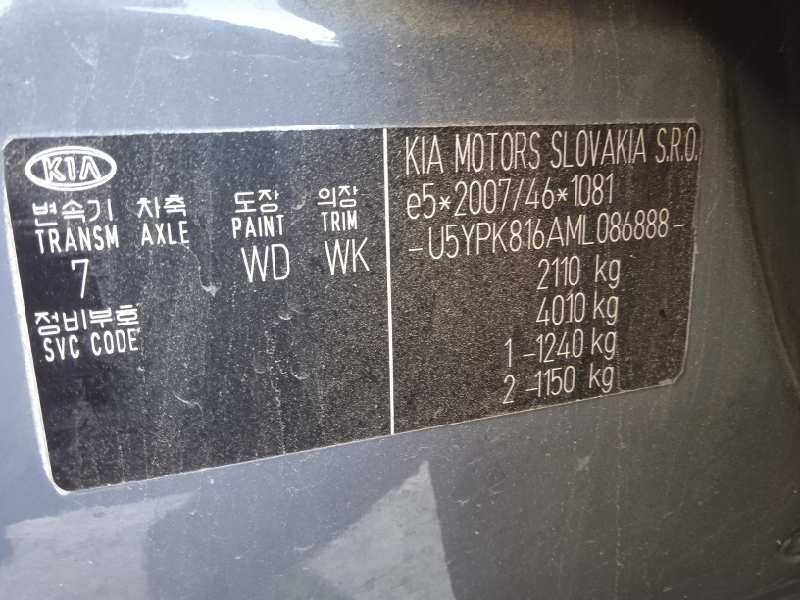 KIA
변속기 차축 도장 의장
TRANSM AXLE PAINT TRIM
7 WD WK
정비부호
SVC CODE
KIA MOTORS SLOVAKIA S.R.O.
e5*2007/46*1081
-U5YPK816AML086888-
2110 kg
4010 kg
1-1240 kg
2-1150 kg